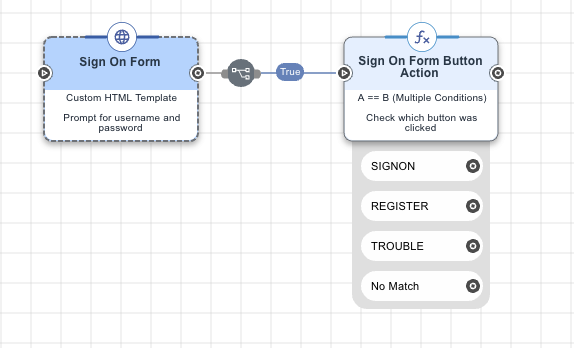 Sign On Form
Custom HTML Template
Prompt for username and
password
True
fx
Sign On Form Button
Action
A == B (Multiple Conditions)
Check which button was
clicked
SIGNON
REGISTER
TROUBLE
No Match